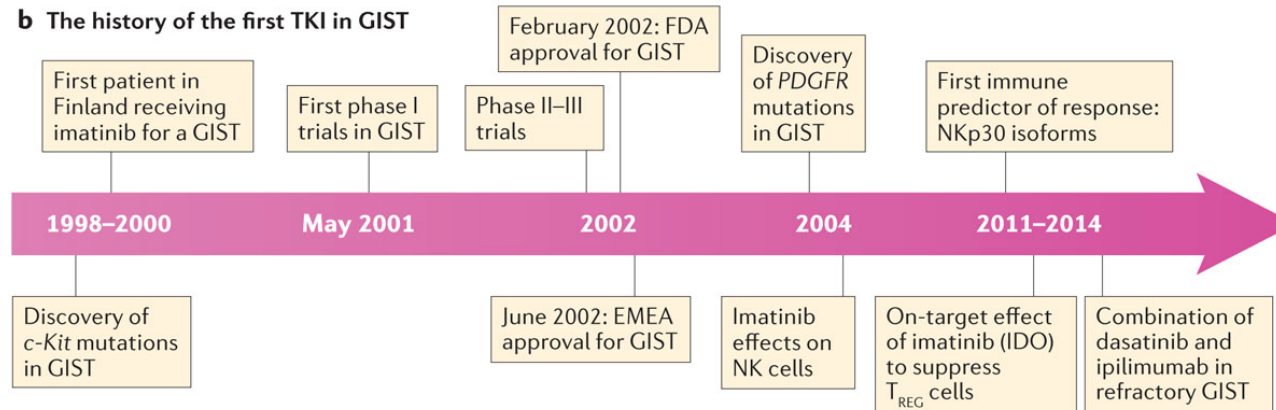 b The history of the first TKI in GIST
First patient in
Finland receiving
imatinib for a GIST
First phase I
trials in GIST
Phase II–III
trials
February 2002: FDA
approval for GIST
Discovery
of PDGFR
mutations
in GIST
First immune
predictor of response:
NKp30 isoforms
1998–2000
May 2001
2002
2004
2011–2014
Discovery of
c-Kit mutations
in GIST
June 2002: EMEA
approval for GIST
Imatinib
effects on
NK cells
On-target effect
of imatinib (IDO)
to suppress
T_REG cells
Combination of
dasatinib and
ipilimumab in
refractory GIST